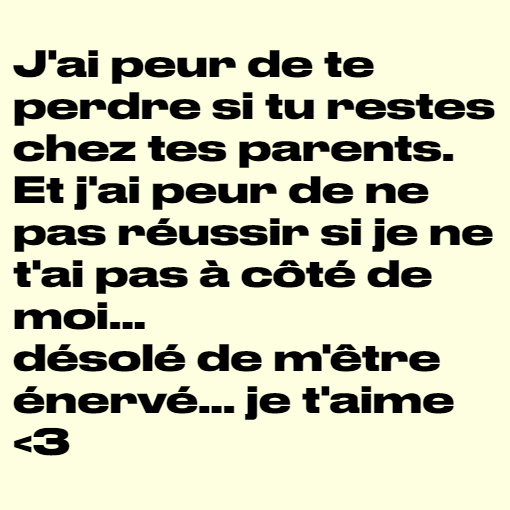 J'ai peur de te
perdre si tu restes
chez tes parents.
Et j'ai peur de ne
pas réussir si je ne
t'ai pas à côté de
moi...
désolé de m'être
énervé... je t'aime
<3